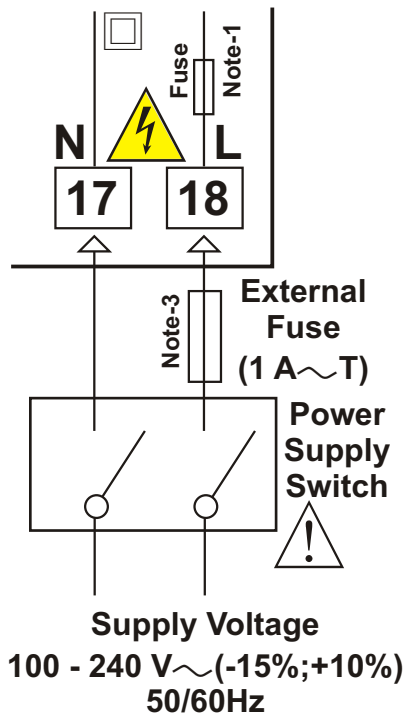 Fuse
Note-1
N
L
17
18
Note-3
External
Fuse
(1 A～T)
Power
Supply
Switch
!
Supply Voltage
100 - 240 V～(-15%;+10%)
50/60Hz